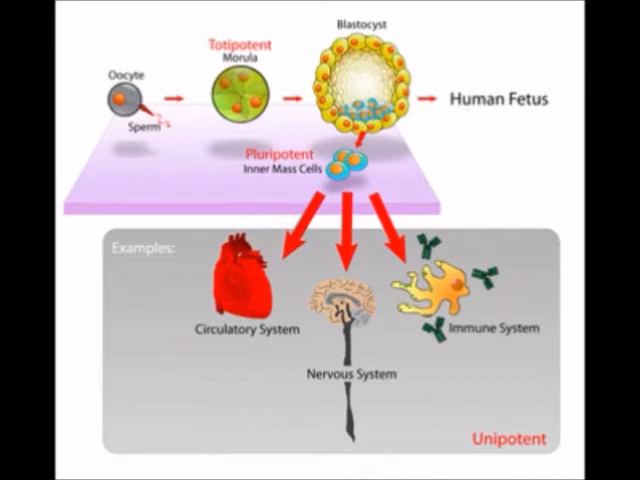 Blastocyst
Totipotent
Morula
Oocyte
Human Fetus
Sperm
Pluripotent
Inner Mass Cells
Examples:
Circulatory System
Immune System
Nervous System
Unipotent